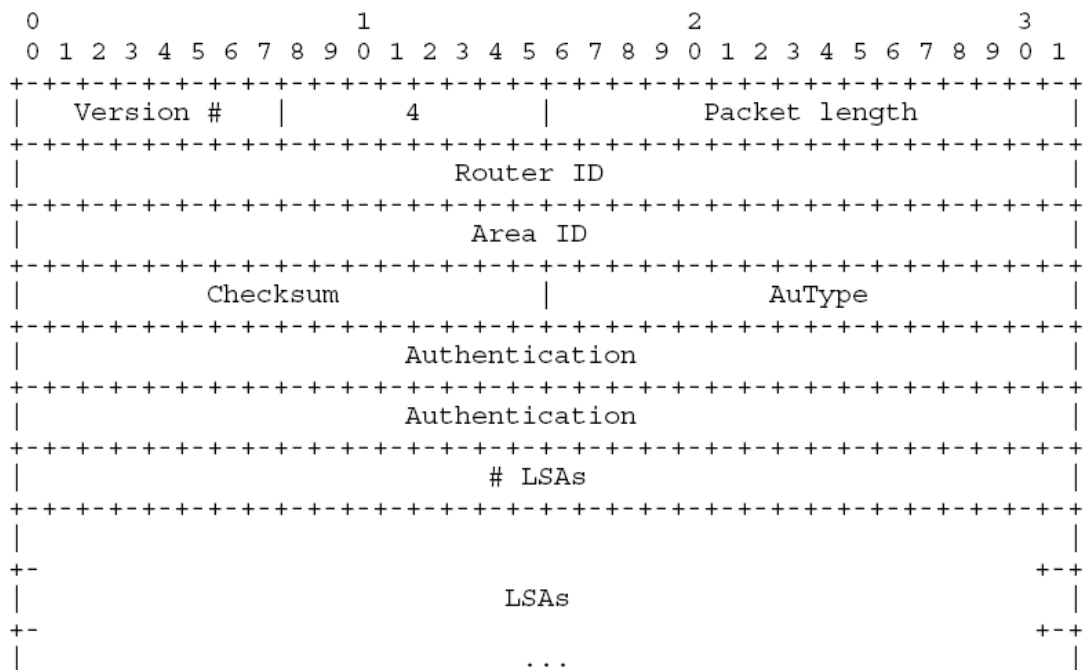 0                   1                   2                   3
0 1 2 3 4 5 6 7 8 9 0 1 2 3 4 5 6 7 8 9 0 1 2 3 4 5 6 7 8 9 0 1
+-+-+-+-+-+-+-+-+-+-+-+-+-+-+-+-+-+-+-+-+-+-+-+-+-+-+-+-+-+-+-+-+
|   Version #   |       4       |         Packet length         |
+-+-+-+-+-+-+-+-+-+-+-+-+-+-+-+-+-+-+-+-+-+-+-+-+-+-+-+-+-+-+-+-+
|                          Router ID                            |
+-+-+-+-+-+-+-+-+-+-+-+-+-+-+-+-+-+-+-+-+-+-+-+-+-+-+-+-+-+-+-+-+
|                           Area ID                             |
+-+-+-+-+-+-+-+-+-+-+-+-+-+-+-+-+-+-+-+-+-+-+-+-+-+-+-+-+-+-+-+-+
|           Checksum            |             AuType            |
+-+-+-+-+-+-+-+-+-+-+-+-+-+-+-+-+-+-+-+-+-+-+-+-+-+-+-+-+-+-+-+-+
|                       Authentication                          |
+-+-+-+-+-+-+-+-+-+-+-+-+-+-+-+-+-+-+-+-+-+-+-+-+-+-+-+-+-+-+-+-+
|                       Authentication                          |
+-+-+-+-+-+-+-+-+-+-+-+-+-+-+-+-+-+-+-+-+-+-+-+-+-+-+-+-+-+-+-+-+
|                            # LSAs                             |
+-+-+-+-+-+-+-+-+-+-+-+-+-+-+-+-+-+-+-+-+-+-+-+-+-+-+-+-+-+-+-+-+
|                                                               |
+-                                                            +-+
|                             LSAs                              |
+-                                                            +-+
|                              ...                              |